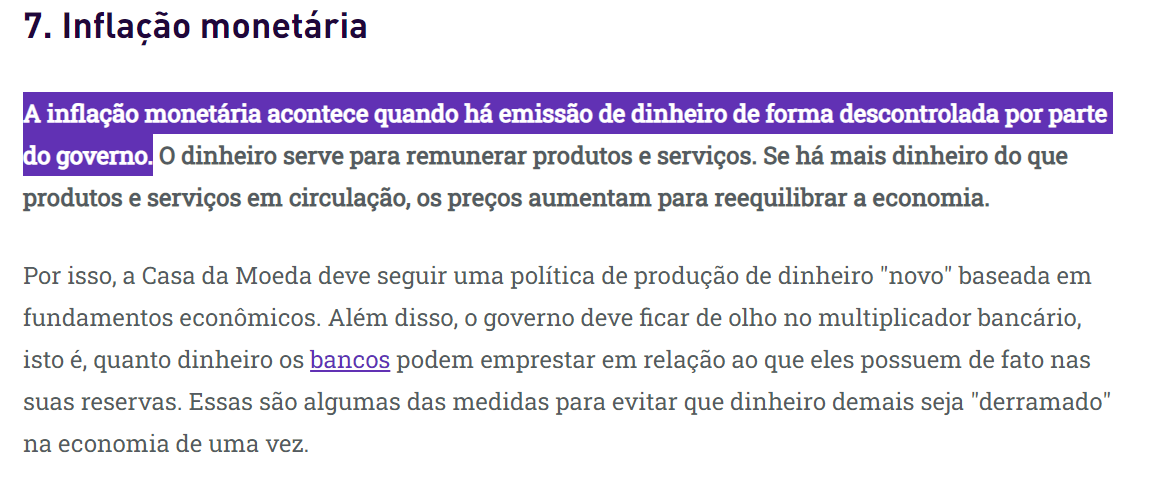 7. Inflação monetária
A inflação monetária acontece quando há emissão de dinheiro de forma descontrolada por parte
do governo. O dinheiro serve para remunerar produtos e serviços. Se há mais dinheiro do que
produtos e serviços em circulação, os preços aumentam para reequilibrar a economia.
Por isso, a Casa da Moeda deve seguir uma política de produção de dinheiro "novo" baseada em
fundamentos econômicos. Além disso, o governo deve ficar de olho no multiplicador bancário,
isto é, quanto dinheiro os bancos podem emprestar em relação ao que eles possuem de fato nas
suas reservas. Essas são algumas das medidas para evitar que dinheiro demais seja "derramado"
na economia de uma vez.